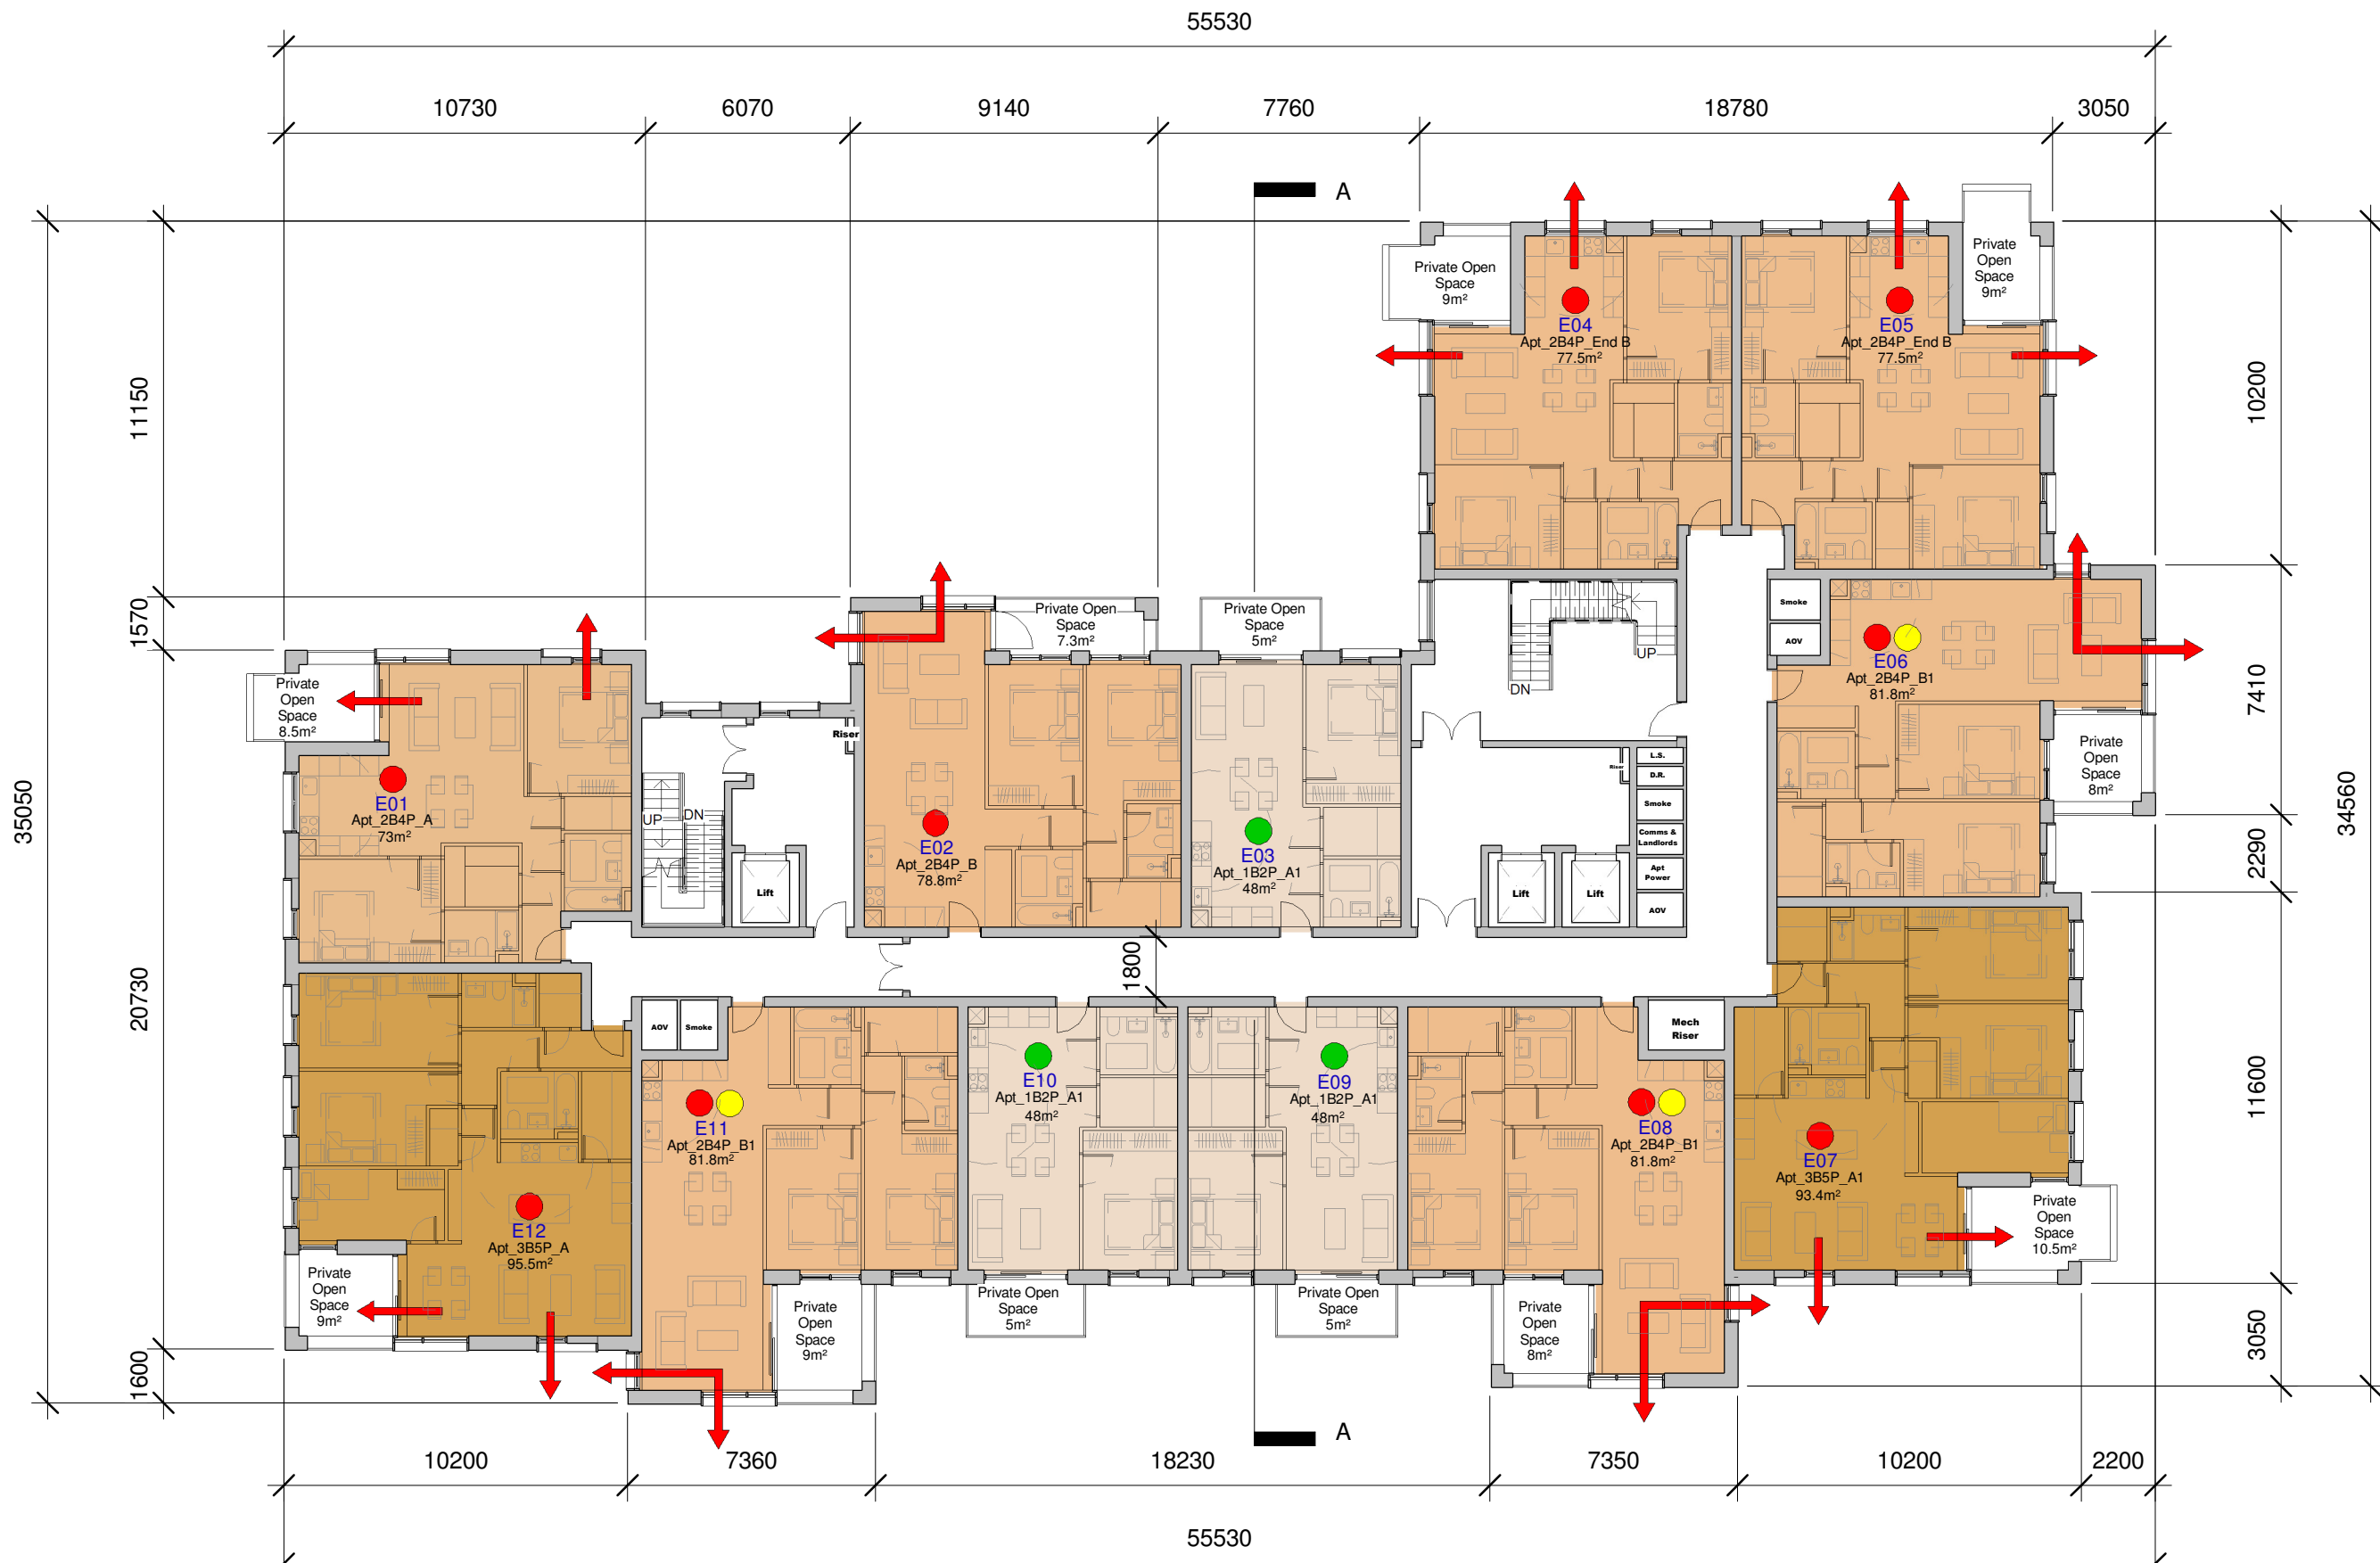 55530
10730
6070
9140
7760
18780
3050
A
35050
11150
1570
20730
1600
34560
10200
7410
2290
11600
3050
Private Open
Space
9m²
E04
Apt_2B4P_End B
77.5m²
E05
Apt_2B4P_End B
77.5m²
Private
Open
Space
9m²
Private
Open
Space
8.5m²
E01
Apt_2B4P_A
73m²
UP
DN
Riser
Lift
Private Open
Space
7.3m²
E02
Apt_2B4P_B
78.8m²
Private Open
Space
5m²
E03
Apt_1B2P_A1
48m²
UP
DN
Riser
L.S.
D.R.
Smoke
Comms &
Landlords
Apt
Power
AOV
Lift
Lift
Smoke
AOV
E06
Apt_2B4P_B1
81.8m²
Private
Open
Space
8m²
1800
AOV
Smoke
Mech
Riser
E12
Apt_3B5P_A
95.5m²
Private
Open
Space
9m²
E11
Apt_2B4P_B1
81.8m²
Private
Open
Space
9m²
E10
Apt_1B2P_A1
48m²
Private Open
Space
5m²
E09
Apt_1B2P_A1
48m²
Private Open
Space
5m²
E08
Apt_2B4P_B1
81.8m²
Private
Open
Space
8m²
E07
Apt_3B5P_A1
93.4m²
Private
Open
Space
10.5m²
A
10200
7360
18230
7350
10200
2200
55530